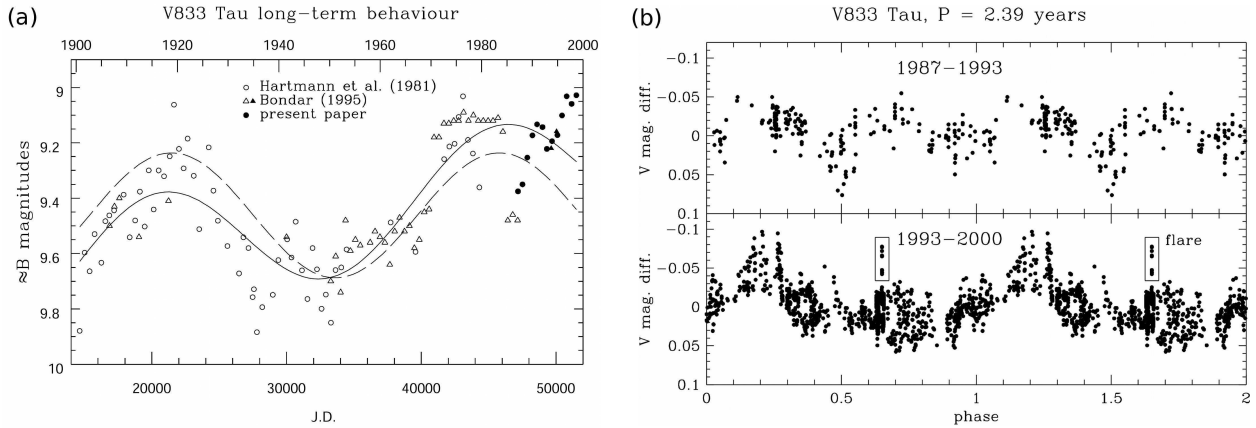 (a)
V833 Tau long-term behaviour
1900 1920 1940 1960 1980 2000
9
9.2
9.4
9.6
9.8
10
≈B magnitudes
Hartmann et al. (1981)
Bondar (1995)
present paper
20000 30000 40000 50000
J.D.
(b)
V833 Tau, P = 2.39 years
-0.1
-0.05
0
0.05
0.1
V mag. diff.
1987-1993
-0.1
-0.05
0
0.05
0.1
V mag. diff.
1993-2000
flare
0 0.5 1 1.5 2
phase